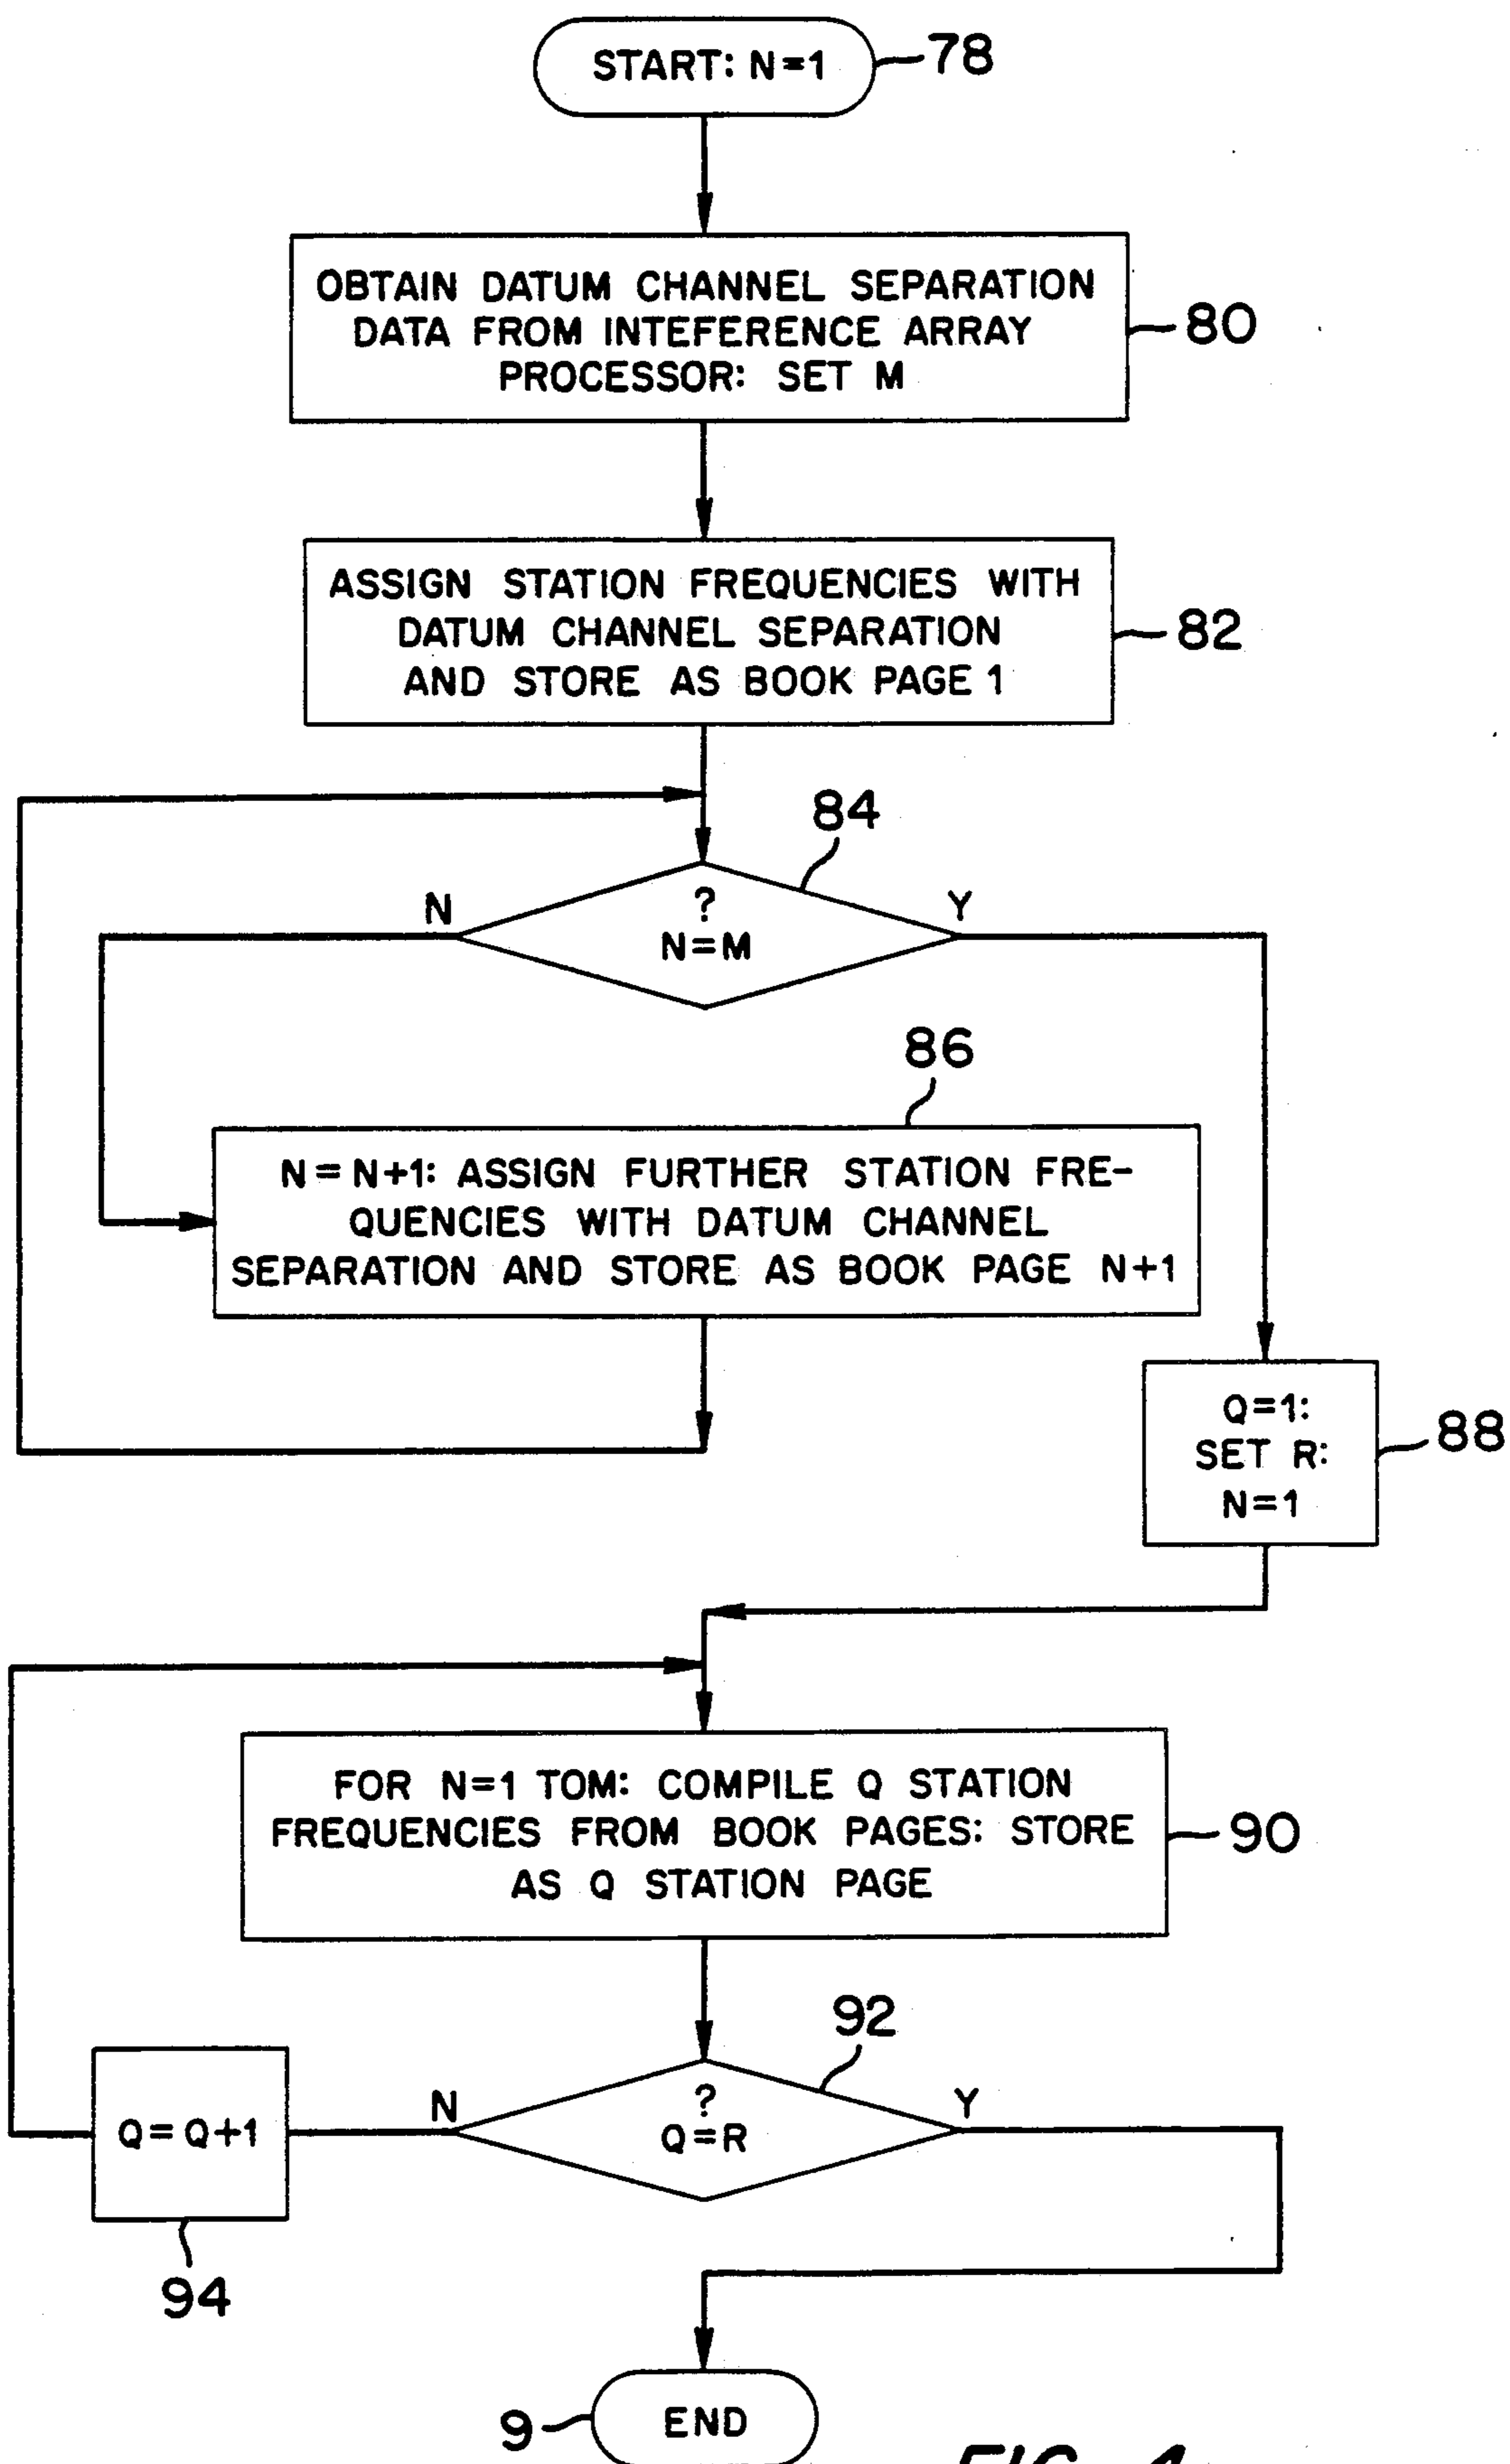 START: N=1
78
OBTAIN DATUM CHANNEL SEPARATION
DATA FROM INTEFERENCE ARRAY
PROCESSOR: SET M
80
ASSIGN STATION FREQUENCIES WITH
DATUM CHANNEL SEPARATION
AND STORE AS BOOK PAGE 1
82
84
N
?
N=M
Y
86
N=N+1: ASSIGN FURTHER STATION FRE-
QUENCIES WITH DATUM CHANNEL
SEPARATION AND STORE AS BOOK PAGE N+1
Q=1:
SET R:
N=1
88
FOR N=1 TOM: COMPILE Q STATION
FREQUENCIES FROM BOOK PAGES: STORE
AS Q STATION PAGE
90
92
N
?
Q=R
Y
Q=Q+1
94
END
9